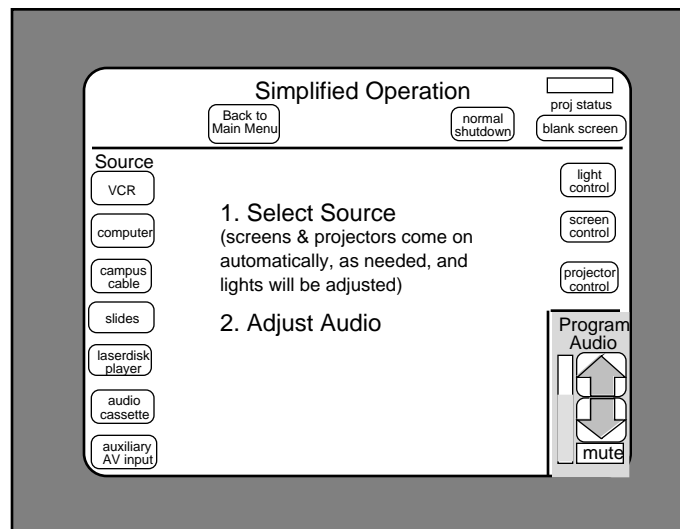 Simplified Operation
proj status
Back to
Main Menu
normal
shutdown
blank screen
Source
VCR
computer
campus
cable
slides
laserdisk
player
audio
cassette
auxiliary
AV input
1. Select Source
(screens & projectors come on
automatically, as needed, and
lights will be adjusted)
2. Adjust Audio
light
control
screen
control
projector
control
Program
Audio
mute